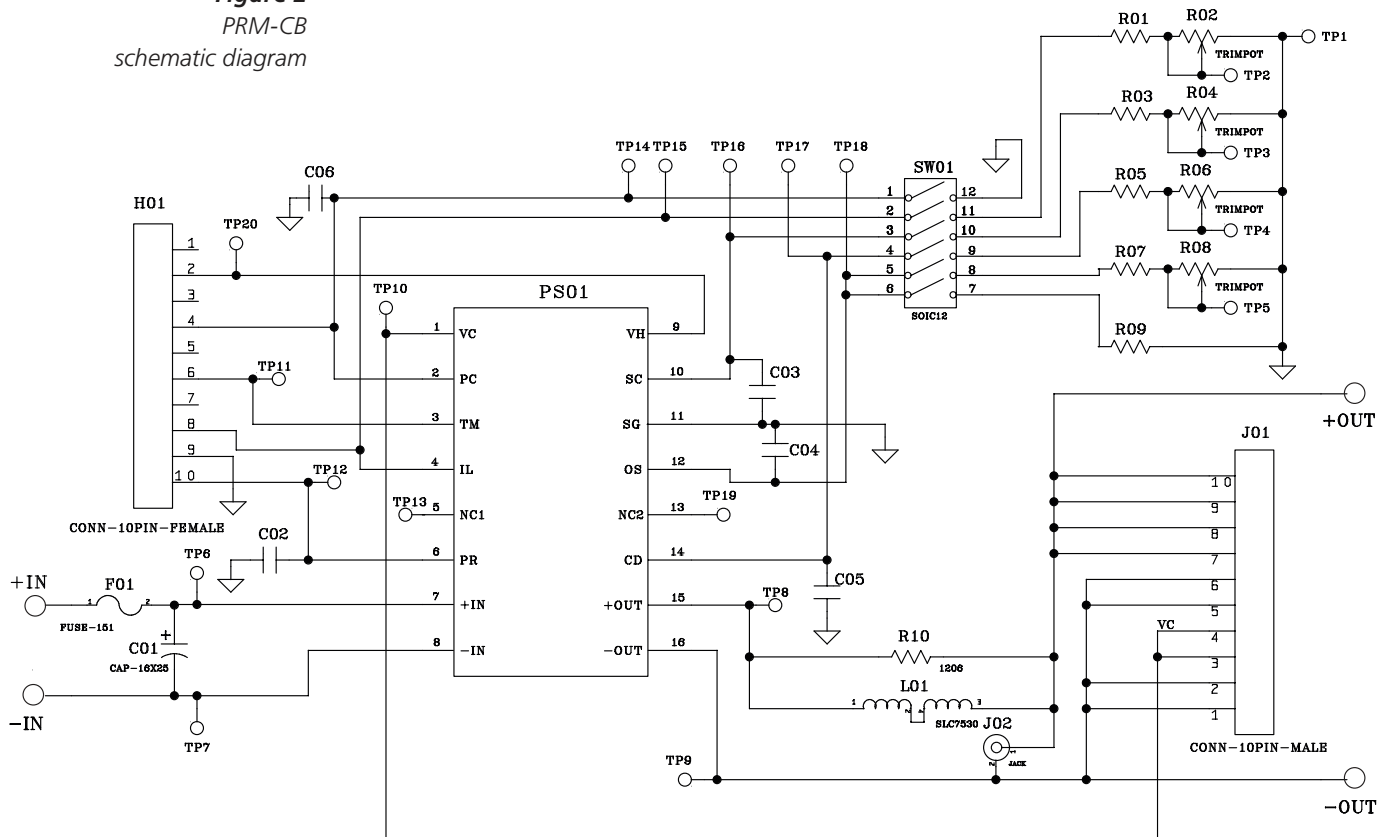 Figure 2
PRM-CB
schematic diagram
R01 R02
TRIMPOT
TP1
TP2
R03 R04
TRIMPOT
TP3
R05 R06
TRIMPOT
TP4
R07 R08
TRIMPOT
TP5
R09
TP14 TP15 TP16 TP17 TP18
SW01
1 12
2 11
3 10
4 9
5 8
6 7
SOIC12
C06
H01
TP20
1
2
3
4
5
6
7
8
9
10
CONN-10PIN-FEMALE
TP11
TP12
TP10
TP13
C02
PS01
1 VC VH 9
2 PC SC 10
3 TM SG 11
4 IL OS 12
5 NC1 NC2 13
6 PR CD 14
7 +IN +OUT 15
8 -IN -OUT 16
C03
C04
TP19
C05
TP8
+IN
F01
1 2
FUSE-151
TP6
+
C01
CAP-16X25
-IN
TP7
R10
1206
L01
1 2 4 3
SLC7530
J02
1
2
JACK
TP9
+OUT
J01
10
9
8
7
6
5
VC 4
3
2
1
CONN-10PIN-MALE
-OUT